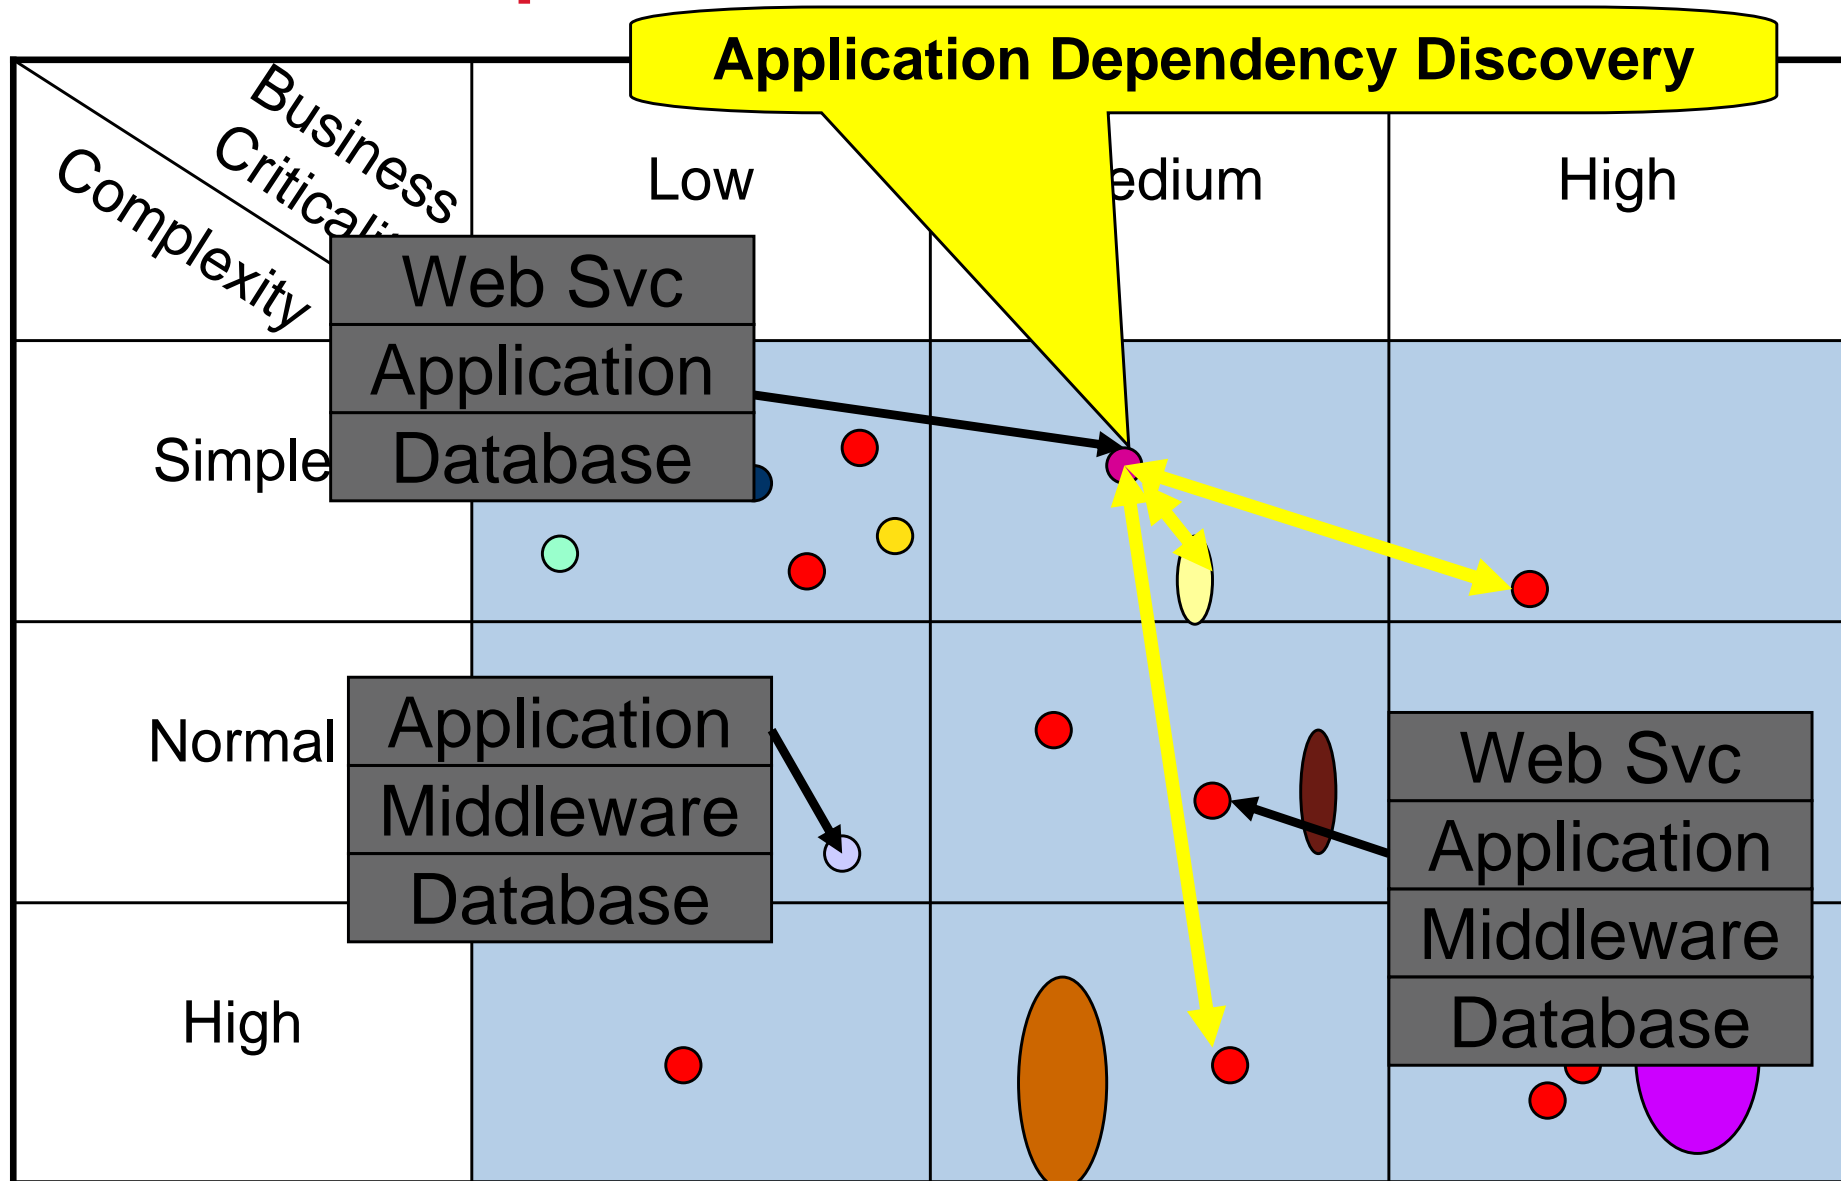 Application Dependency Discovery
Business
Complexity
Low
edium
High
Web Svc
Application
Database
Simple
Normal
Application
Middleware
Database
Web Svc
Application
Middleware
Database
High